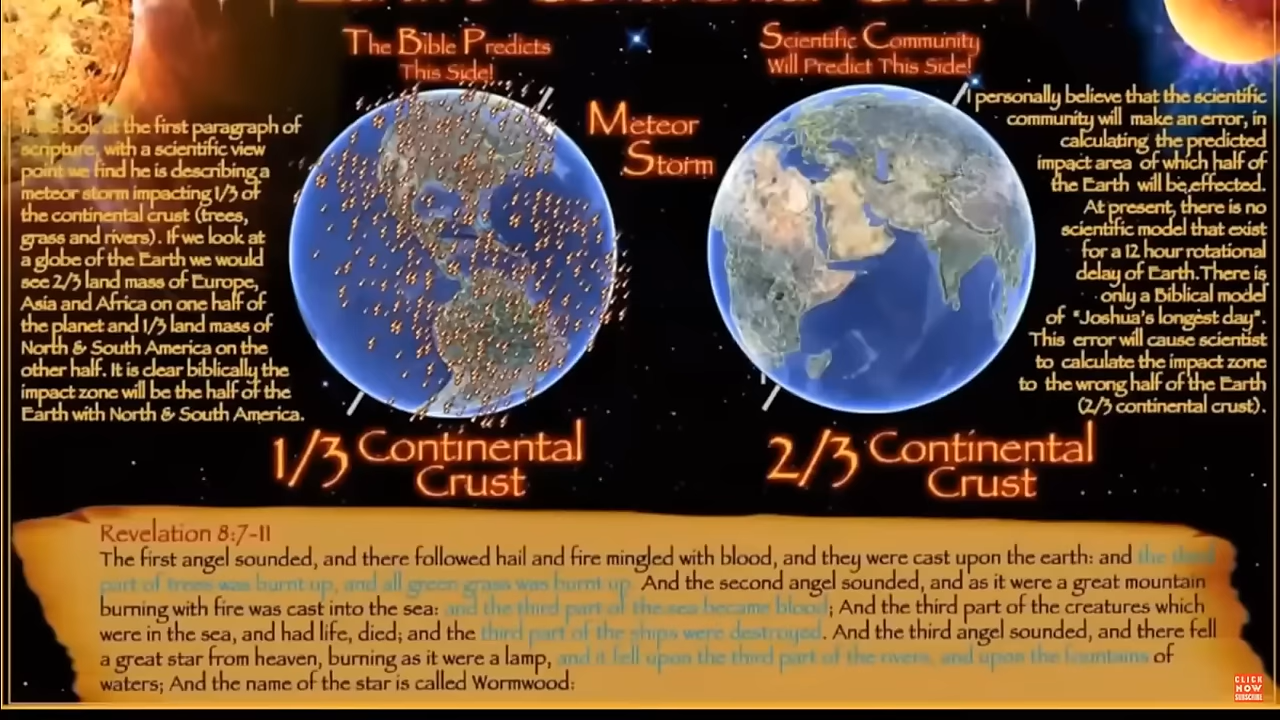 The Bible Predicts
This Side!
Scientific Community
Will Predict This Side!
Meteor
Storm
If we look at the first paragraph of
scripture, with a scientific view
point we find he is describing a
meteor storm impacting 1/3 of
the continental crust (trees,
grass and rivers). If we look at
a globe of the Earth we would
see 2/3 land mass of Europe,
Asia and Africa on one half of
the planet and 1/3 land mass of
North & South America on the
other half. It is clear biblically the
impact zone will be the half of the
Earth with North & South America.
I personally believe that the scientific
community will make an error, in
calculating the predicted
impact area of which half of
the Earth will be,effected.
At present, there is no
scientific model that exist
for a 12 hour rotational
delay of Earth.There is
only a Biblical model
of "Joshua's longest day".
This error will cause scientist
to calculate the impact zone
to the wrong half of the Earth
(2/3 continental crust).
1/3 Continental
Crust
2/3 Continental
Crust
Revelation 8:7-11
The first angel sounded, and there followed hail and fire mingled with blood, and they were cast upon the earth: and the third
part of trees was burnt up, and all green grass was burnt up. And the second angel sounded, and as it were a great mountain
burning with fire was cast into the sea: and the third part of the sea became blood; And the third part of the creatures which
were in the sea, and had life, died; and the third part of the ships were destroyed. And the third angel sounded, and there fell
a great star from heaven, burning as it were a lamp, and it fell upon the third part of the rivers, and upon the fountains of
waters; And the name of the star is called Wormwood:
CLICK
NOW
SUBSCRIBE